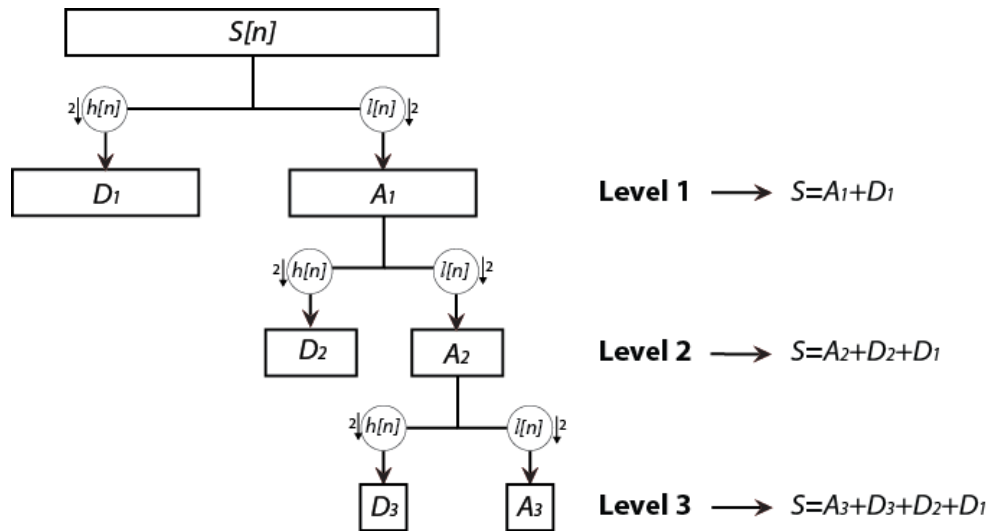 S[n]
2 h[n] l[n] 2
D1 A1 Level 1 S=A1+D1
2 h[n] l[n] 2
D2 A2 Level 2 S=A2+D2+D1
2 h[n] l[n] 2
D3 A3 Level 3 S=A3+D3+D2+D1